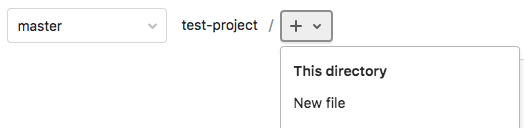 master test-project / +
This directory
New file